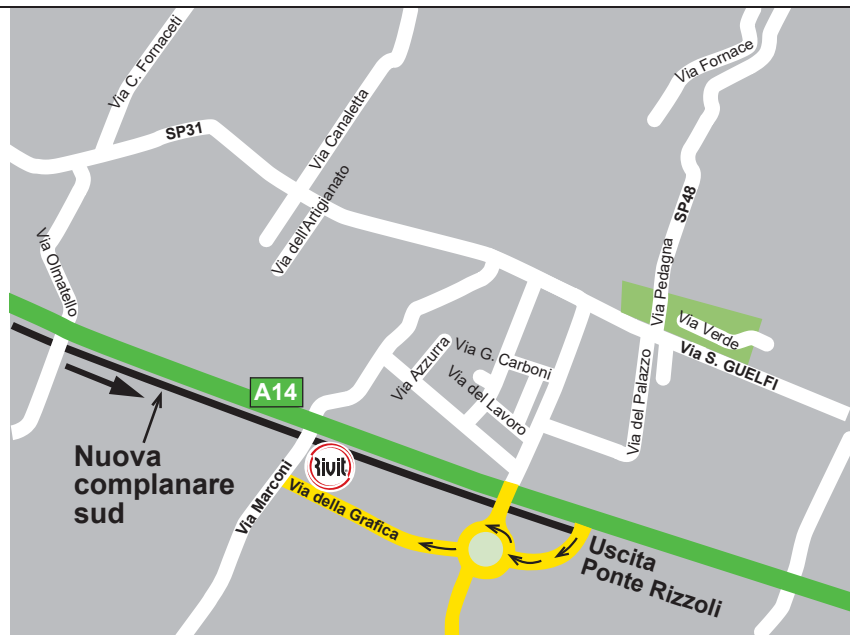 Via C. Fornaceti
SP31
Via Canaletta
Via dell'Artigianato
Via Fornace
SP48
Via Pedagna
Via Verde
Via S. GUELFI
Via Olmatello
Via Azzurra
Via G. Carboni
Via del Lavoro
Via del Palazzo
A14
Nuova
complanare
sud
Via Marconi
Rivit
Via della Grafica
Uscita
Ponte Rizzoli